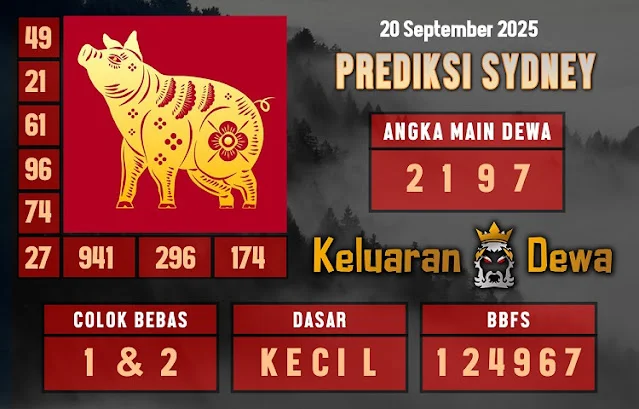 20 September 2025
PREDIKSI SYDNEY
49
21
61
96
74
27 941 296 174
ANGKA MAIN DEWA
2 1 9 7
Keluaran Dewa
COLOK BEBAS
1 & 2
DASAR
KECIL
BBFS
124967